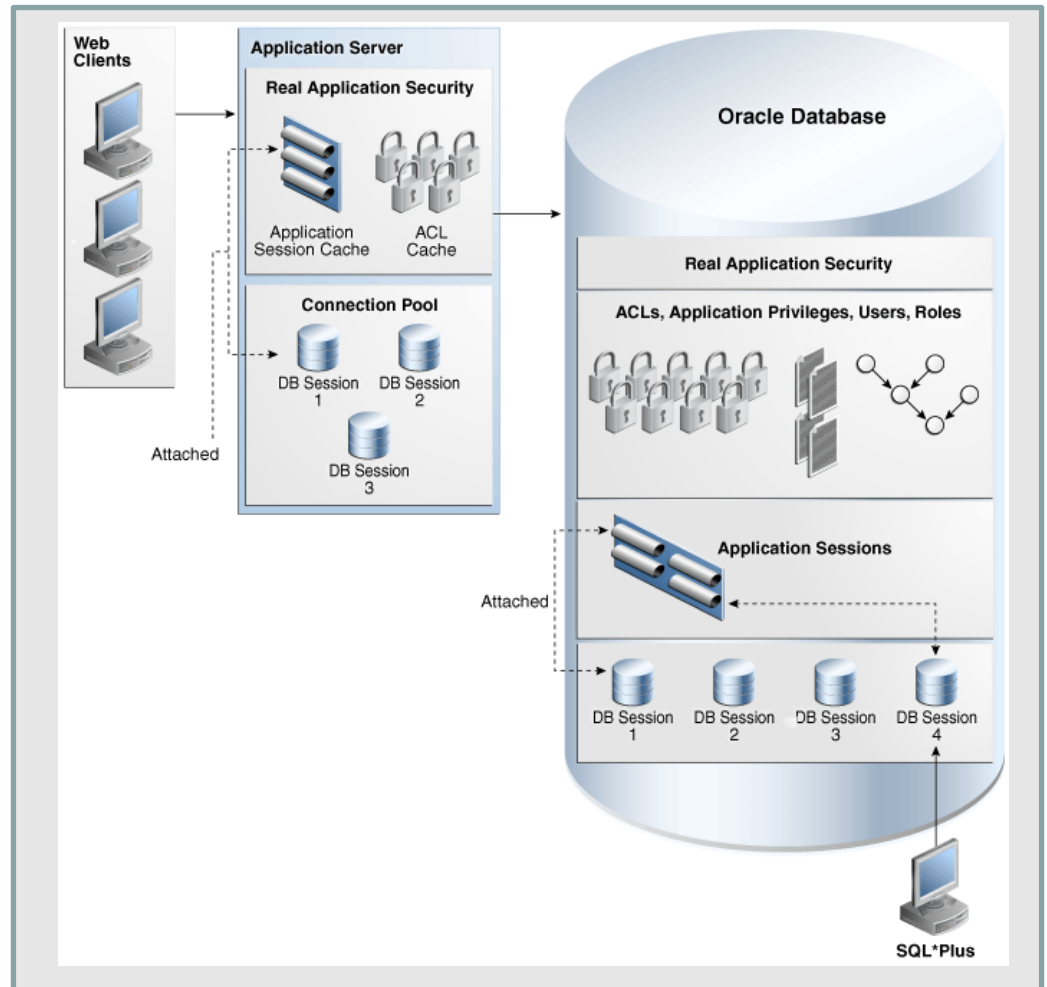 Web
Clients
Application Server
Real Application Security
Application
Session Cache
ACL
Cache
Connection Pool
DB Session
1
DB Session
2
DB Session
3
Attached
Oracle Database
Real Application Security
ACLs, Application Privileges, Users, Roles
Application Sessions
Attached
DB Session
1
DB Session
2
DB Session
3
DB Session
4
SQL*Plus